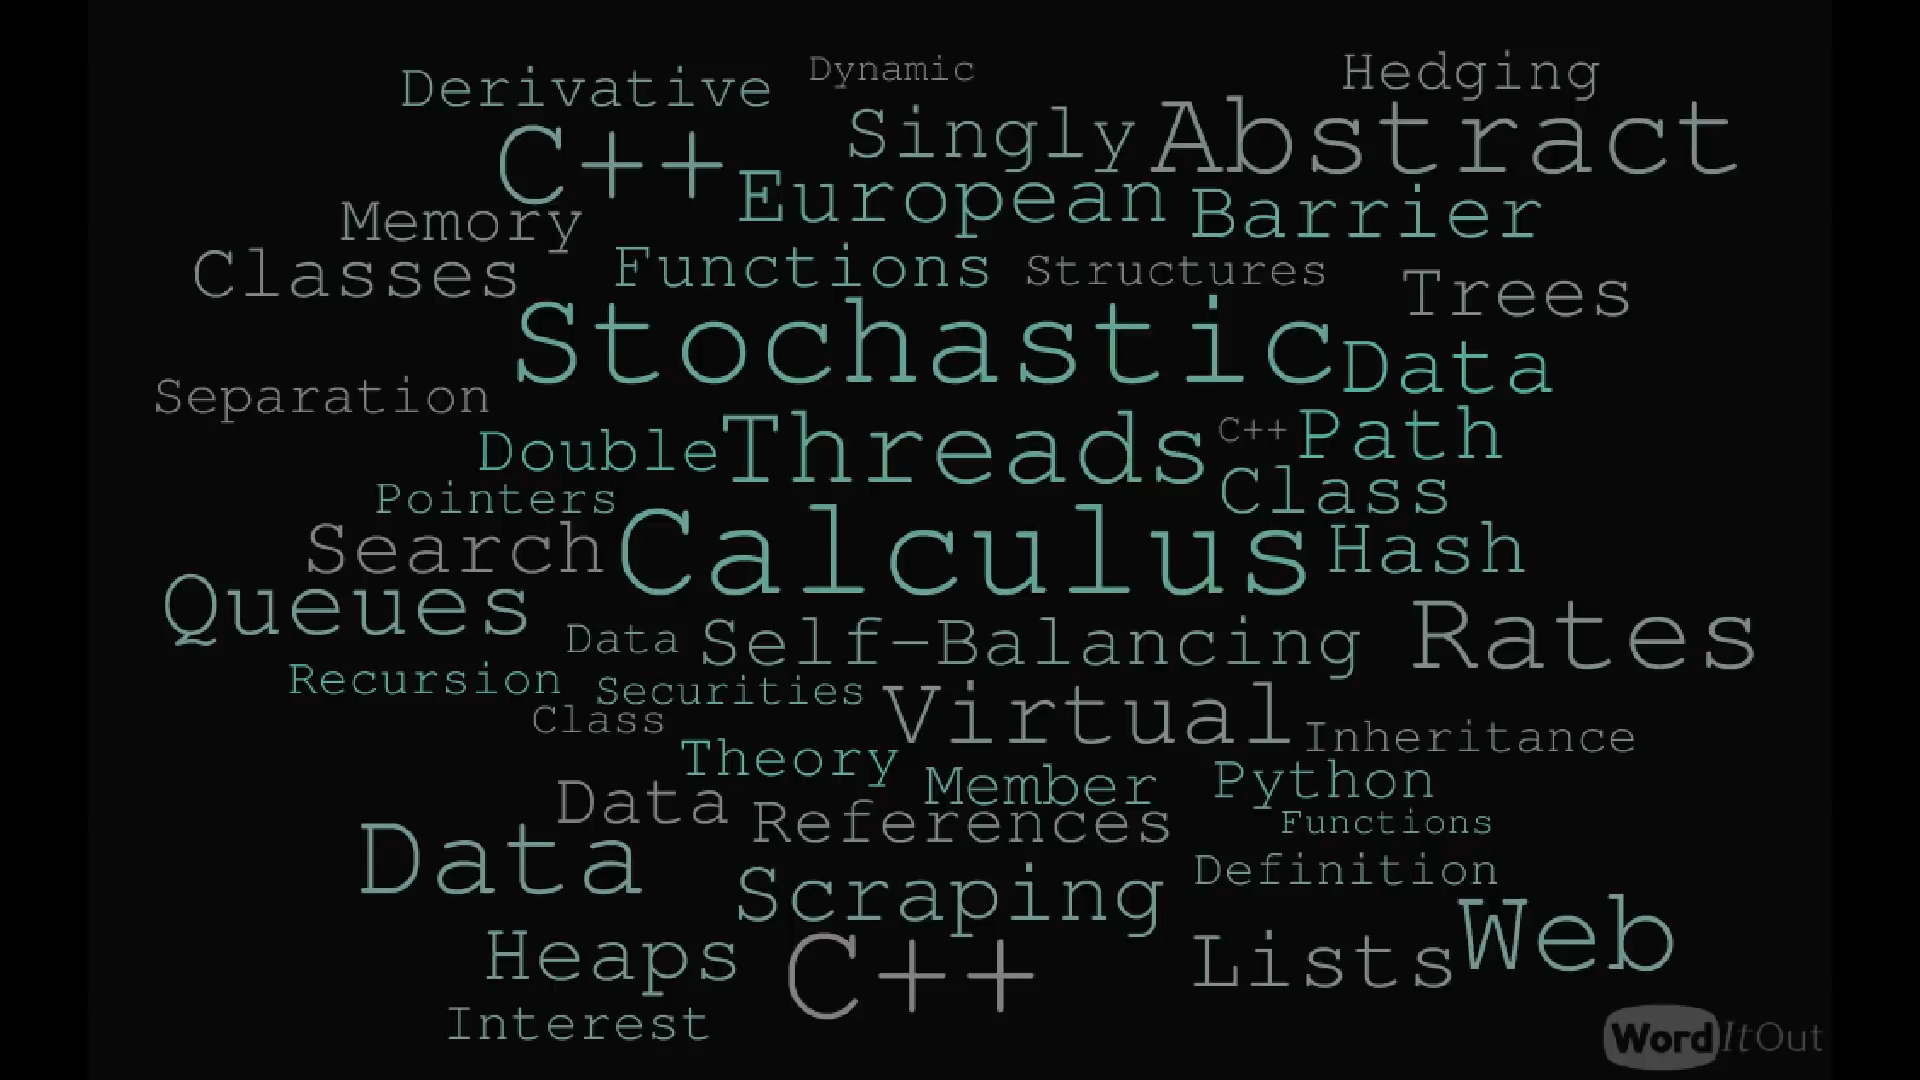 Dynamic
Hedging
Derivative
Singly
Abstract
C++
European
Barrier
Memory
Classes
Functions
Structures
Trees
Stochastic
Data
Separation
Double
Threads
C++
Path
Pointers
Class
Search
Calculus
Hash
Queues
Data
Self-Balancing
Rates
Recursion
Securities
Class
Virtual
Inheritance
Theory
Member
Python
Data
References
Functions
Data
Scraping
Definition
Web
Heaps
C++
Lists
Interest
WordItOut